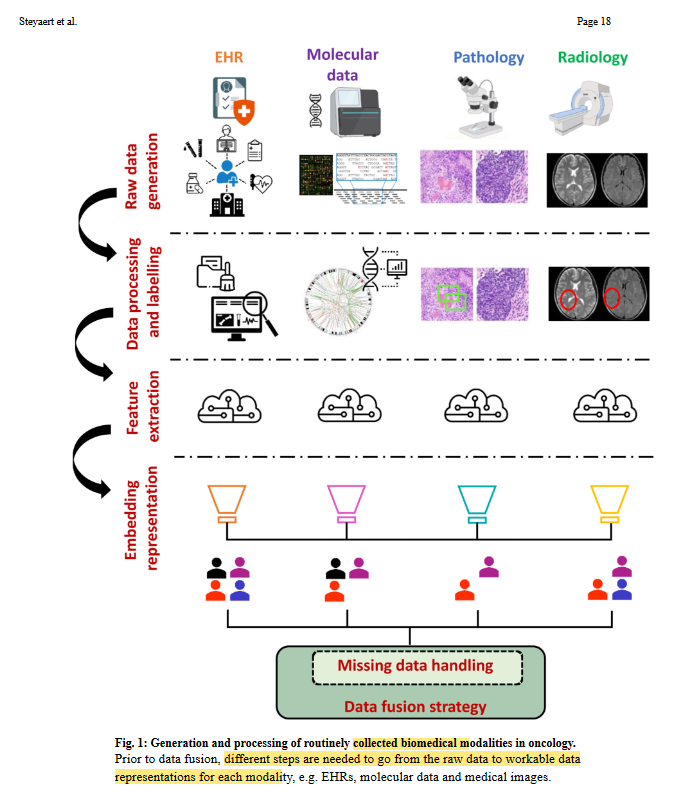 Steyaert et al.
Page 18
EHR
Molecular
data
Pathology
Radiology
Raw data
generation
Data processing
and labelling
Feature
extraction
Embedding
representation
Missing data handling
Data fusion strategy
Fig. 1: Generation and processing of routinely collected biomedical modalities in oncology.
Prior to data fusion, different steps are needed to go from the raw data to workable data
representations for each modality, e.g. EHRs, molecular data and medical images.